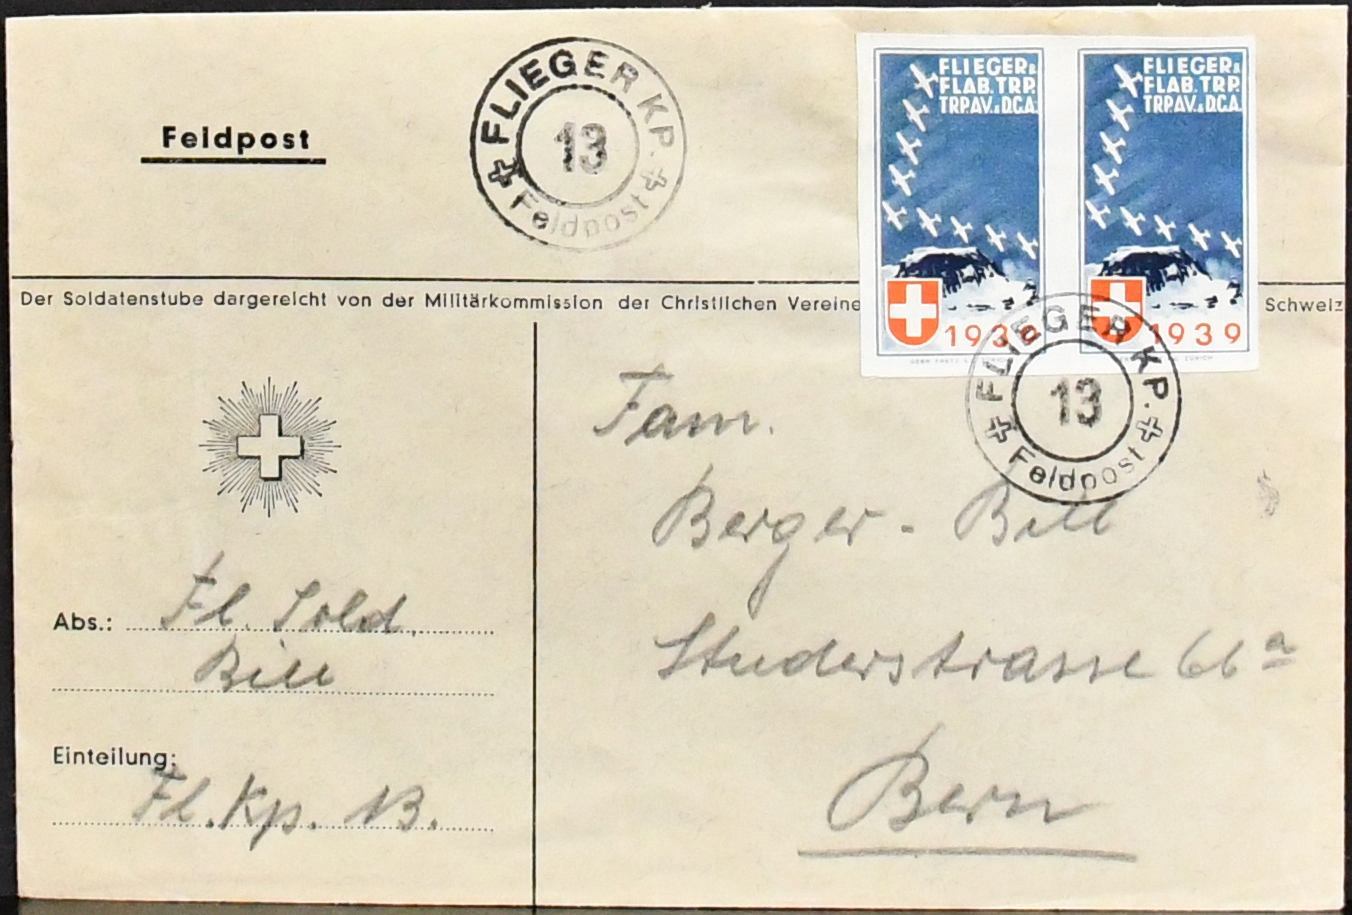 Feldpost
FLIEGER KP.
13
Feldpost
FLIEGER &
FLAB. TRP.
TRP. AV. & D.C.A.
1939
FLIEGER &
FLAB. TRP.
TRP. AV. & D.C.A.
1939
Der Soldatenstube dargereicht von der Militärkommission der Christlichen Vereine Schweiz
FLIEGER KP.
13
Feldpost
Fam.
Berger - Bill
Studerstrasse 66a
Bern
Abs.: Fl. Sold.
Bill
Einteilung:
Fl. Kp. 13.